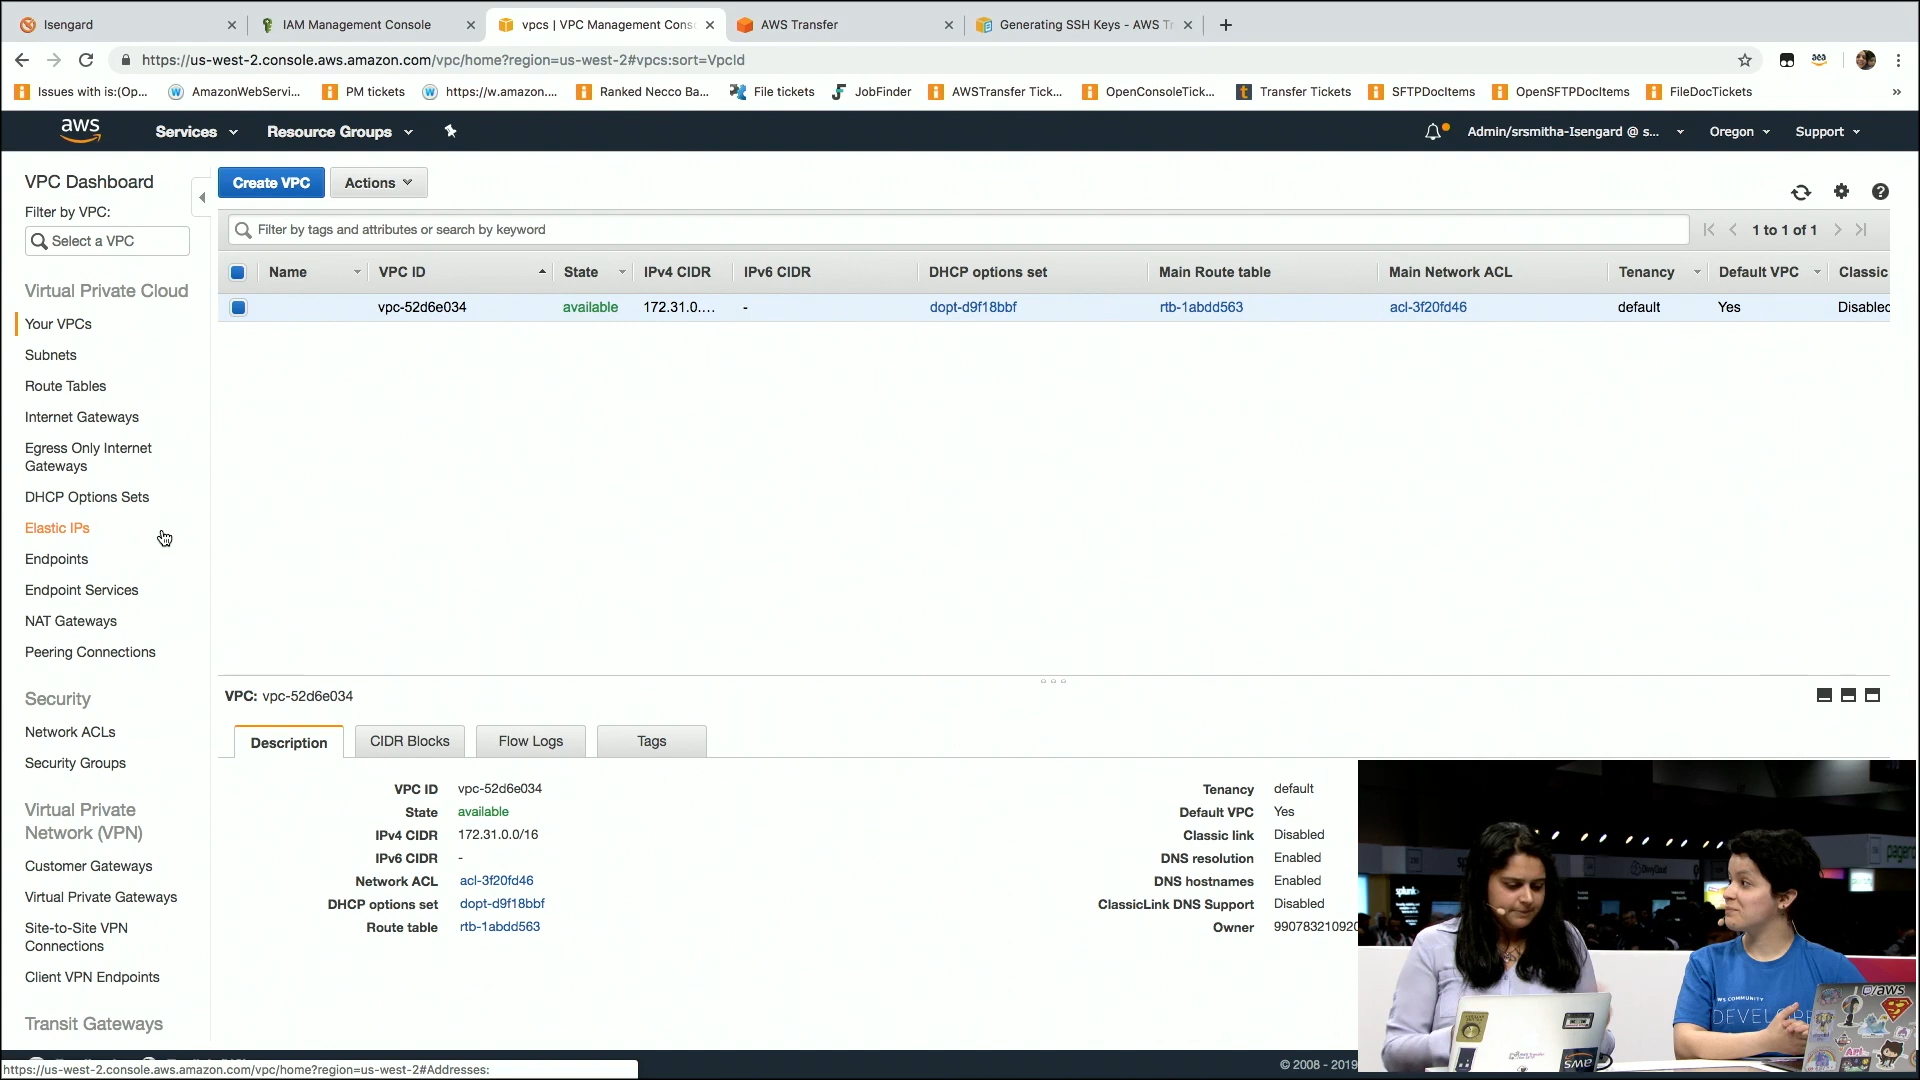 Isengard
IAM Management Console
vpcs | VPC Management Cons
AWS Transfer
Generating SSH Keys - AWS Tr
https://us-west-2.console.aws.amazon.com/vpc/home?region=us-west-2#vpcs:sort=VpcId
Issues with is:(Op...
AmazonWebServi...
PM tickets
https://w.amazon....
Ranked Necco Ba...
File tickets
JobFinder
AWSTransfer Tick...
OpenConsoleTick...
Transfer Tickets
SFTPDocItems
OpenSFTPDocItems
FileDocTickets
»
aws
Services
Resource Groups
Admin/srsmitha-Isengard @ s...
Oregon
Support
VPC Dashboard
Filter by VPC:
Select a VPC
Virtual Private Cloud
Your VPCs
Subnets
Route Tables
Internet Gateways
Egress Only Internet
Gateways
DHCP Options Sets
Elastic IPs
Endpoints
Endpoint Services
NAT Gateways
Peering Connections
Security
Network ACLs
Security Groups
Virtual Private
Network (VPN)
Customer Gateways
Virtual Private Gateways
Site-to-Site VPN
Connections
Client VPN Endpoints
Transit Gateways
Create VPC
Actions
Filter by tags and attributes or search by keyword
1 to 1 of 1
Name VPC ID State IPv4 CIDR IPv6 CIDR DHCP options set Main Route table Main Network ACL Tenancy Default VPC Classic
vpc-52d6e034 available 172.31.0.... - dopt-d9f18bbf rtb-1abdd563 acl-3f20fd46 default Yes Disabled
VPC: vpc-52d6e034
Description
CIDR Blocks
Flow Logs
Tags
VPC ID vpc-52d6e034
State available
IPv4 CIDR 172.31.0.0/16
IPv6 CIDR -
Network ACL acl-3f20fd46
DHCP options set dopt-d9f18bbf
Route table rtb-1abdd563
Tenancy default
Default VPC Yes
Classic link Disabled
DNS resolution Enabled
DNS hostnames Enabled
ClassicLink DNS Support Disabled
Owner 990783210920
splunk
WS COMMUNITY
DEVELOPE
aws
/aws
API
© 2008 - 2019
https://us-west-2.console.aws.amazon.com/vpc/home?region=us-west-2#Addresses: